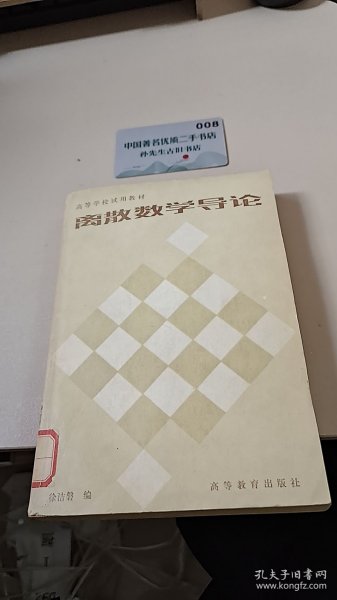 008
中国著名优质二手书店
孙先生古旧书店
高等学校试用教材
离散数学导论
徐洁磐 编
高等教育出版社
孔夫子旧书网
www.kongfz.com